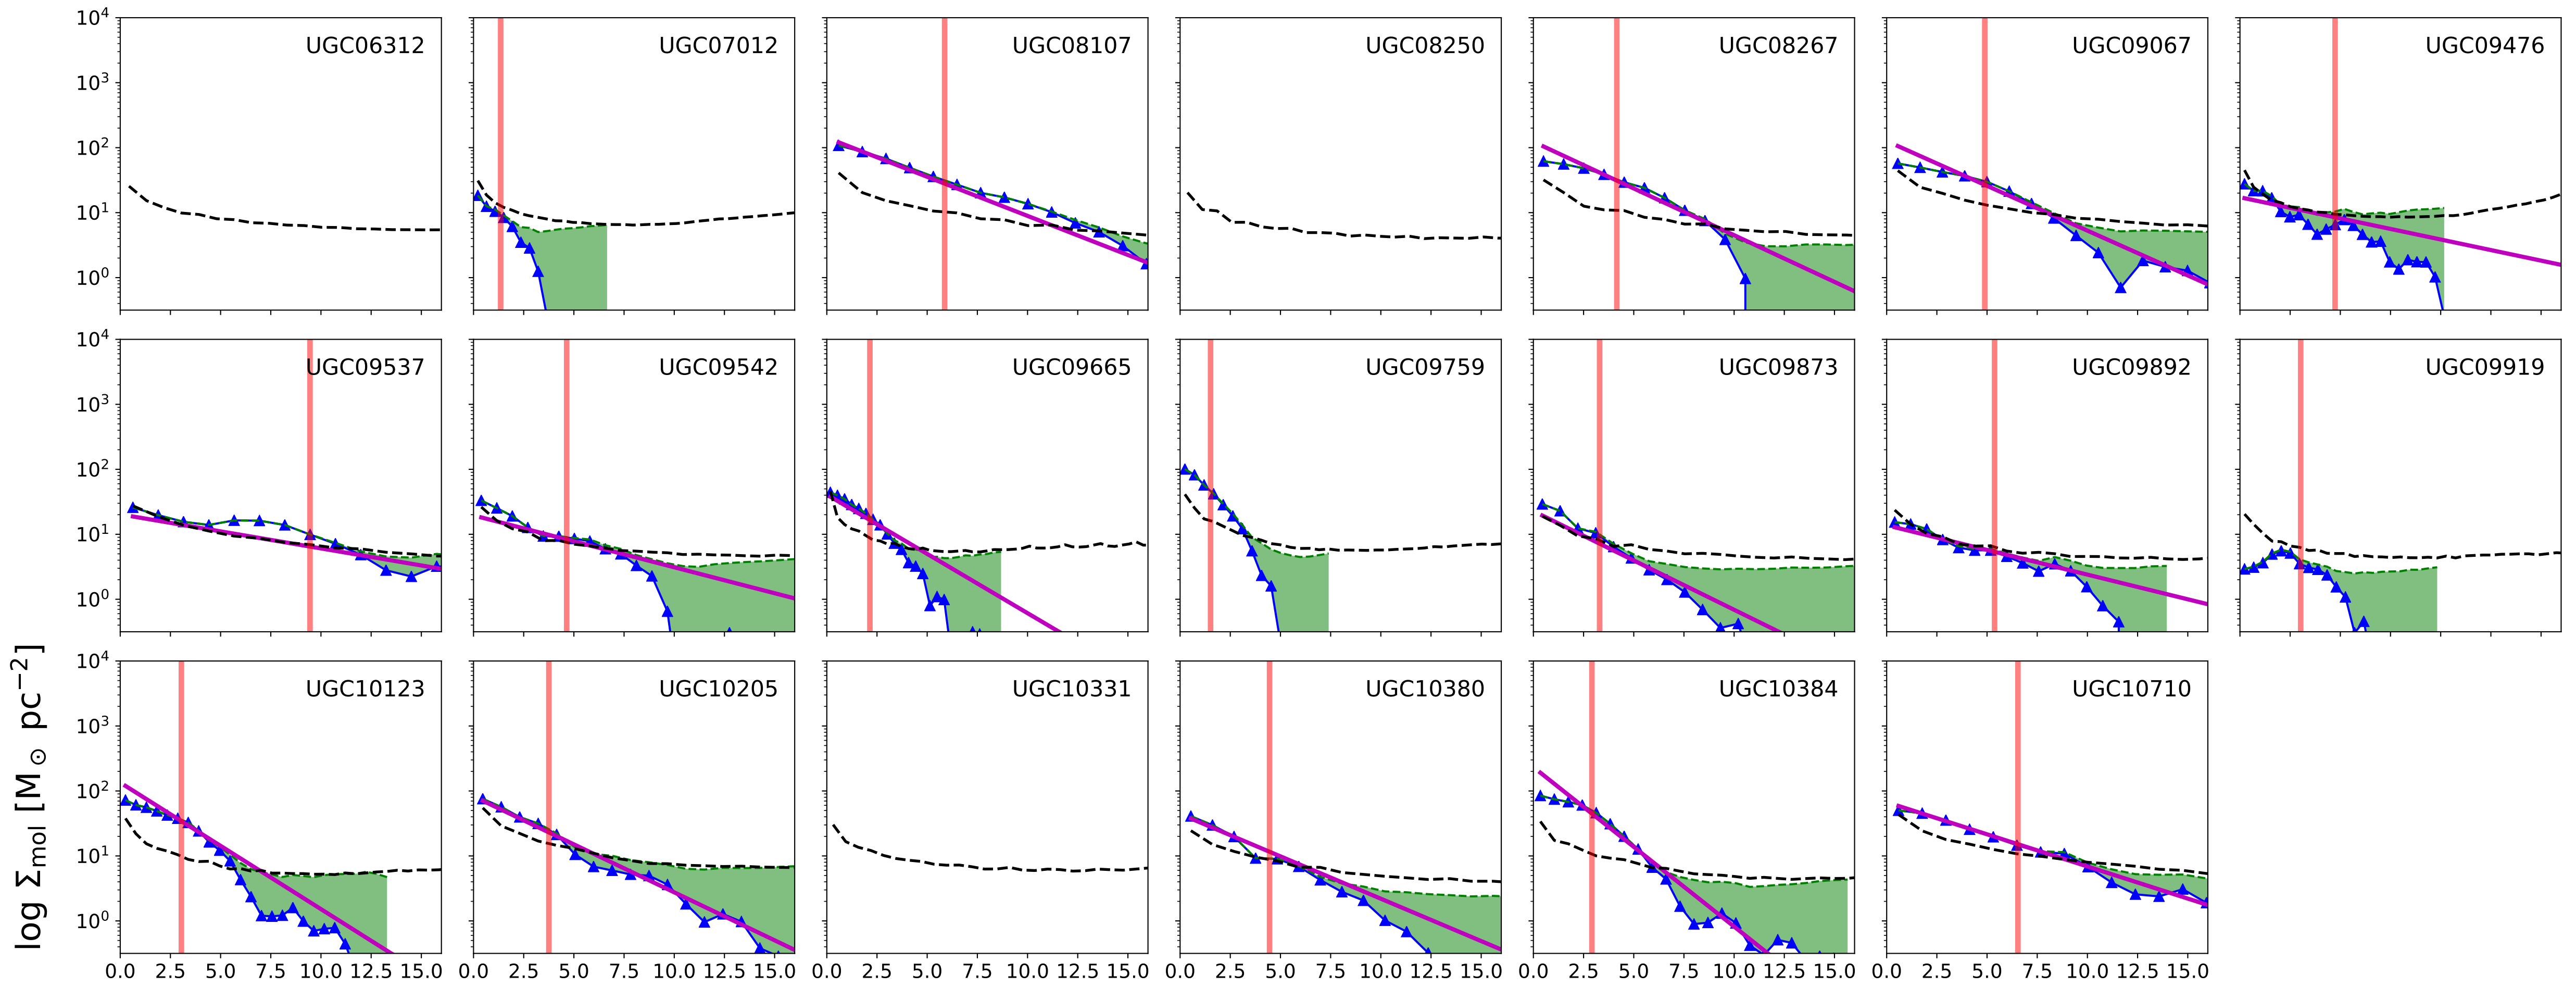 10⁴ UGC06312 UGC07012 UGC08107 UGC08250 UGC08267 UGC09067 UGC09476
10³
10²
10¹
10⁰
10⁴ UGC09537 UGC09542 UGC09665 UGC09759 UGC09873 UGC09892 UGC09919
10³
10²
10¹
10⁰
log Σmol [M⊙ pc⁻²]
10⁴ UGC10123 UGC10205 UGC10331 UGC10380 UGC10384 UGC10710
10³
10²
10¹
10⁰
0.0 2.5 5.0 7.5 10.0 12.5 15.0 0.0 2.5 5.0 7.5 10.0 12.5 15.0 0.0 2.5 5.0 7.5 10.0 12.5 15.0 0.0 2.5 5.0 7.5 10.0 12.5 15.0 0.0 2.5 5.0 7.5 10.0 12.5 15.0 0.0 2.5 5.0 7.5 10.0 12.5 15.0